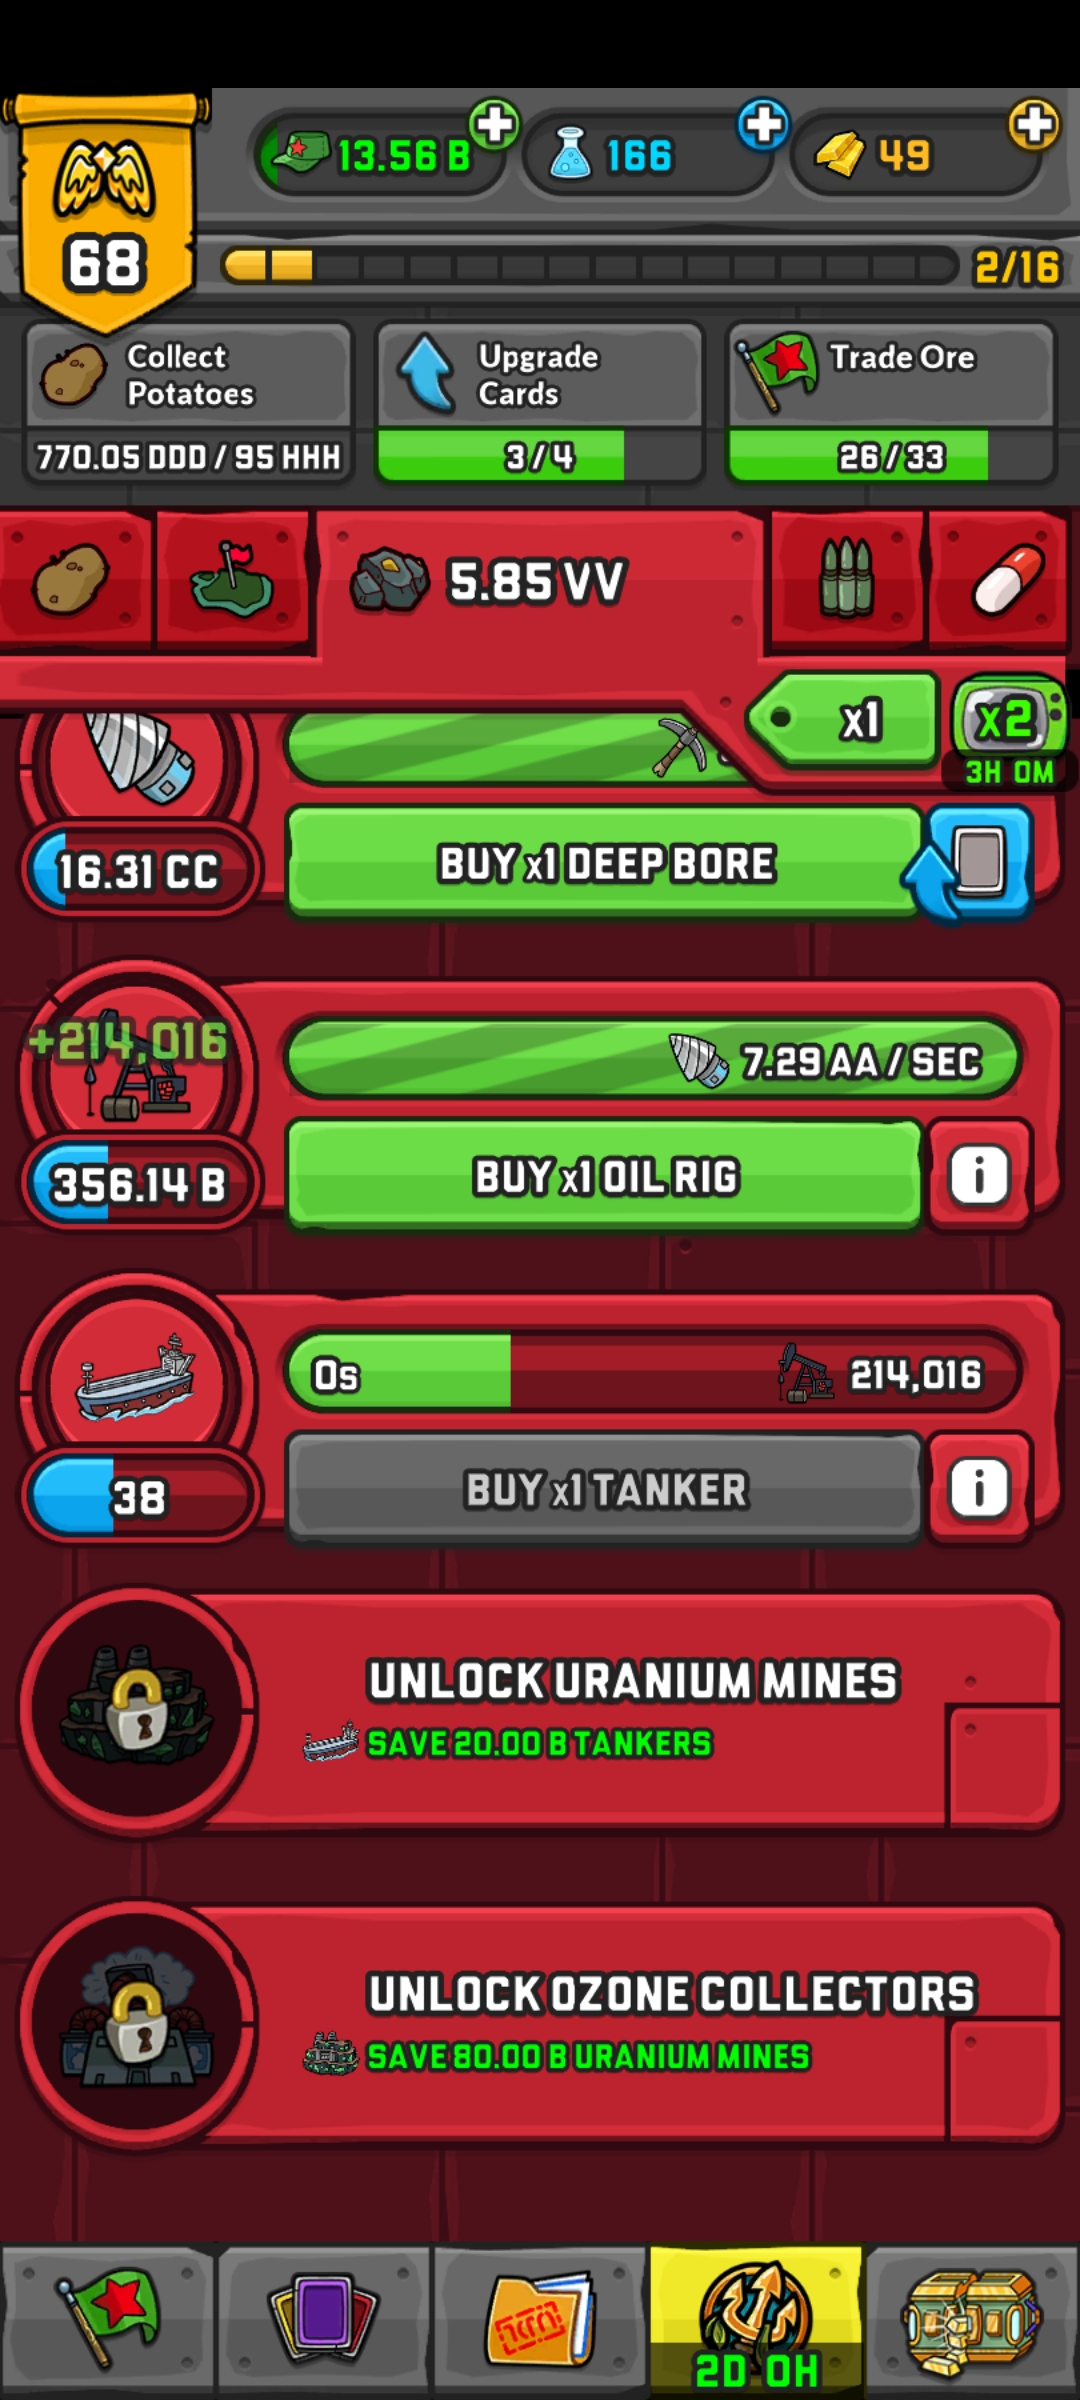 13.56 B
166
49
68
2/16
Collect
Potatoes
770.05 DDD / 95 HHH
Upgrade
Cards
3/4
Trade Ore
26/33
5.85 VV
x1
x2
3H 0M
16.31 CC
BUY x1 DEEP BORE
+214,016
7.29 AA / SEC
356.14 B
BUY x1 OIL RIG
i
0s
214,016
38
BUY x1 TANKER
i
UNLOCK URANIUM MINES
SAVE 20.00 B TANKERS
UNLOCK OZONE COLLECTORS
SAVE 80.00 B URANIUM MINES
2D 0H